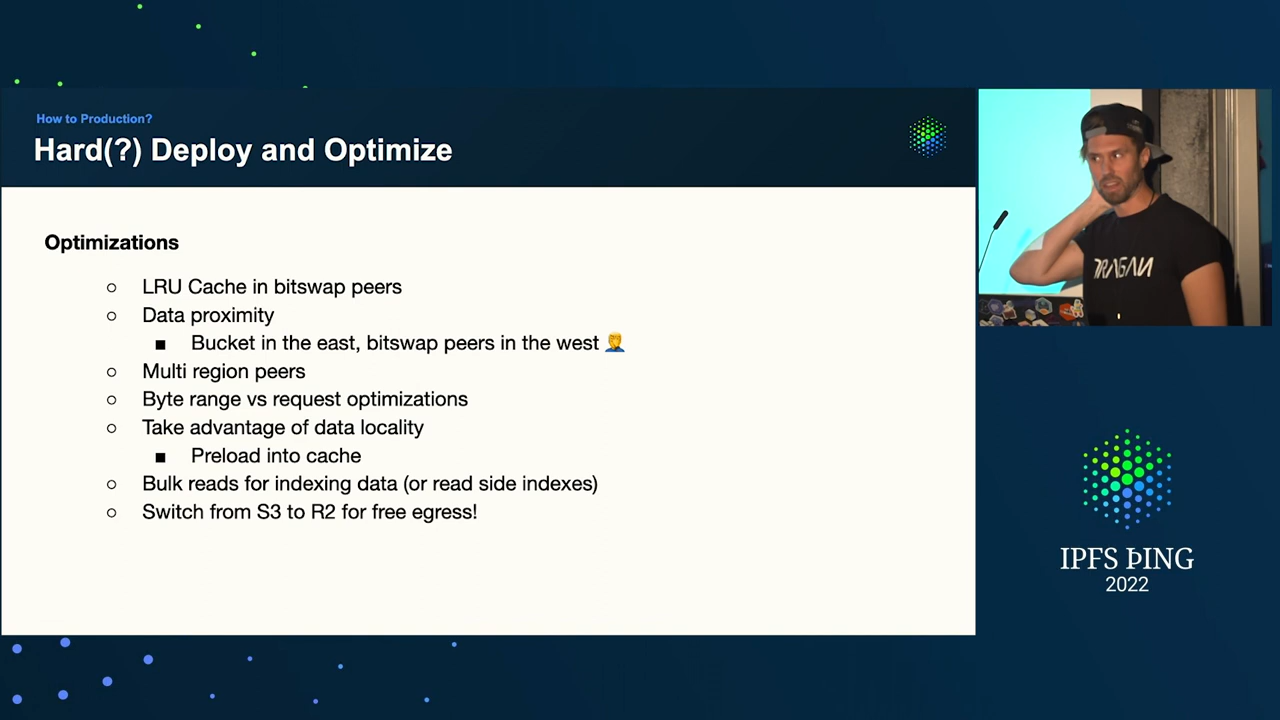 How to Production?
Hard(?) Deploy and Optimize
Optimizations
○ LRU Cache in bitswap peers
○ Data proximity
■ Bucket in the east, bitswap peers in the west 🤦
○ Multi region peers
○ Byte range vs request optimizations
○ Take advantage of data locality
■ Preload into cache
○ Bulk reads for indexing data (or read side indexes)
○ Switch from S3 to R2 for free egress!
IPFS ÞING
2022